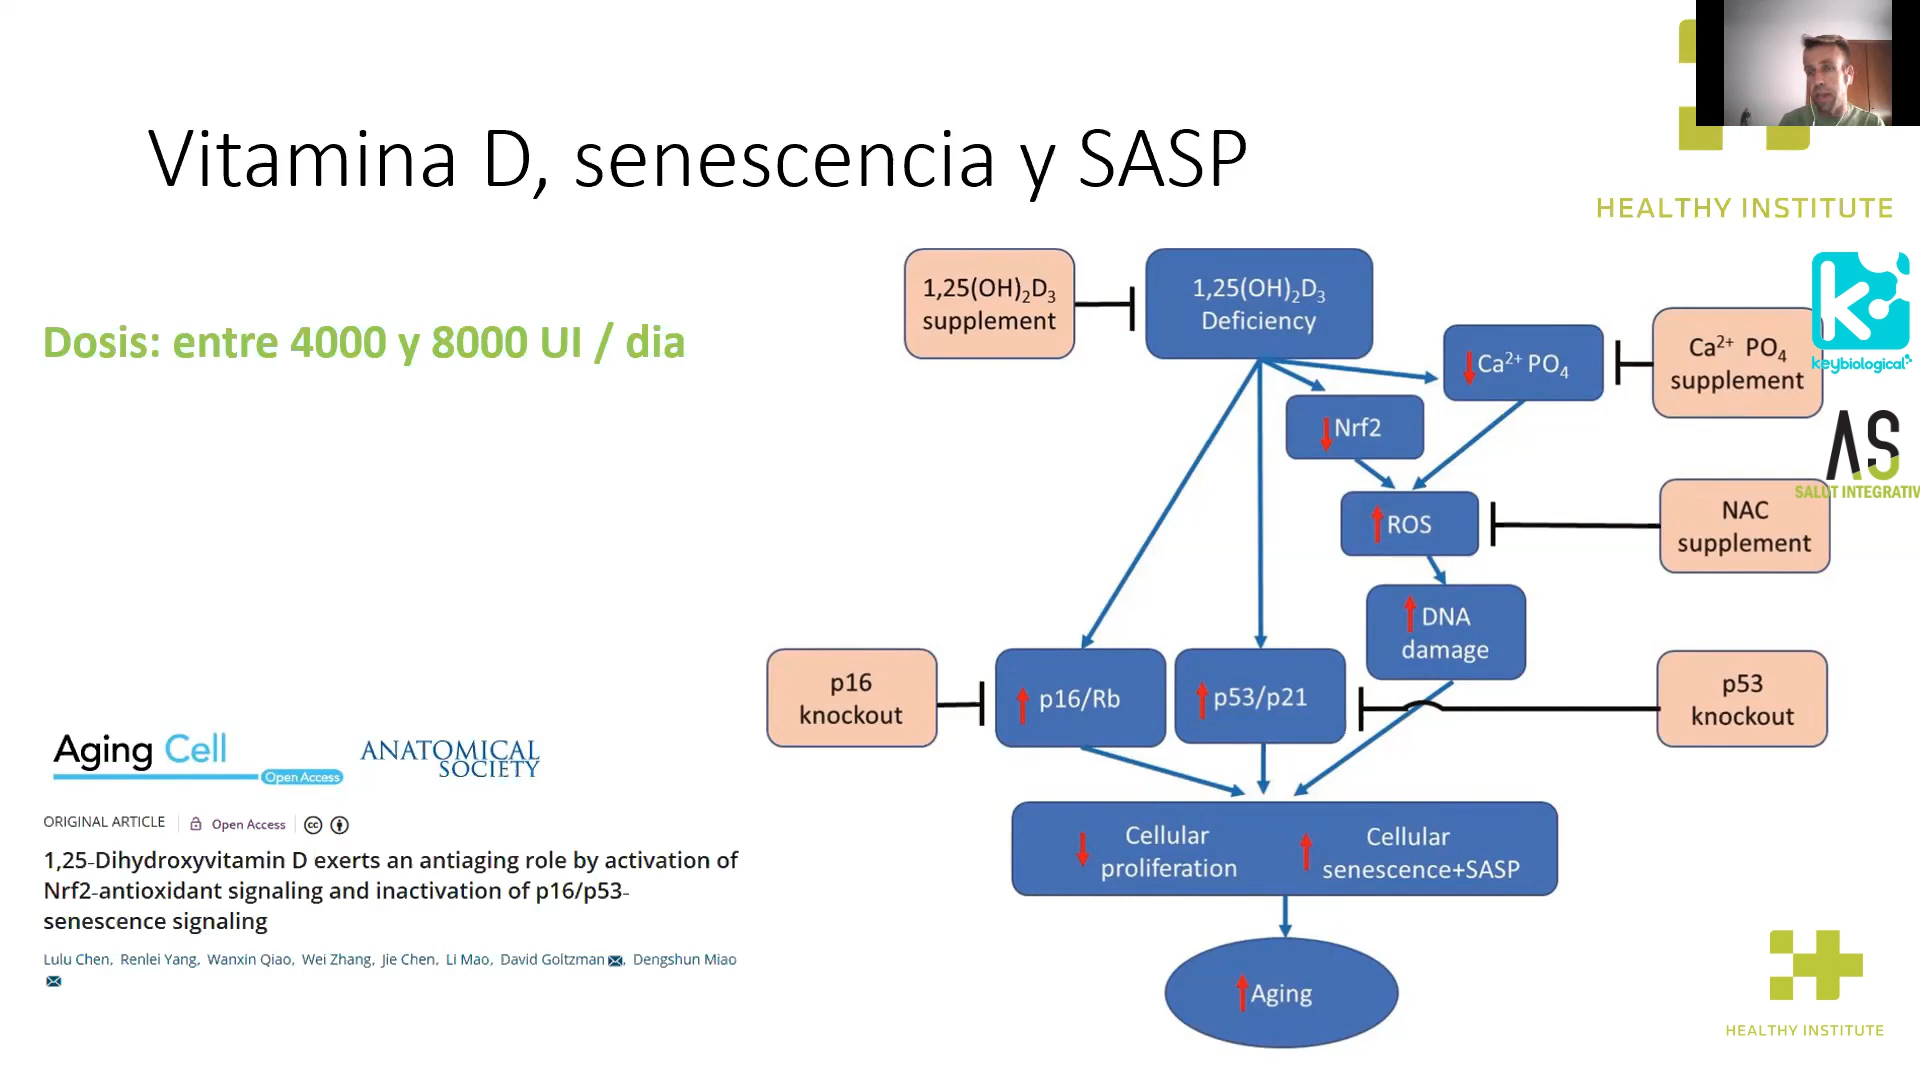 Vitamina D, senescencia y SASP
HEALTHY INSTITUTE
Dosis: entre 4000 y 8000 UI / dia
1,25(OH)₂D₃
supplement
1,25(OH)₂D₃
Deficiency
Ca²⁺ PO₄
Ca²⁺ PO₄
supplement
keybiological
Nrf2
AS
SALUT INTEGRATIV
ROS
NAC
supplement
DNA
damage
p16
knockout
p16/Rb
p53/p21
p53
knockout
Cellular
proliferation
Cellular
senescence+SASP
Aging
Aging Cell
Open Access
ANATOMICAL
SOCIETY
ORIGINAL ARTICLE
Open Access
cc
1,25-Dihydroxyvitamin D exerts an antiaging role by activation of
Nrf2-antioxidant signaling and inactivation of p16/p53-
senescence signaling
Lulu Chen, Renlei Yang, Wanxin Qiao, Wei Zhang, Jie Chen, Li Mao, David Goltzman, Dengshun Miao
HEALTHY INSTITUTE